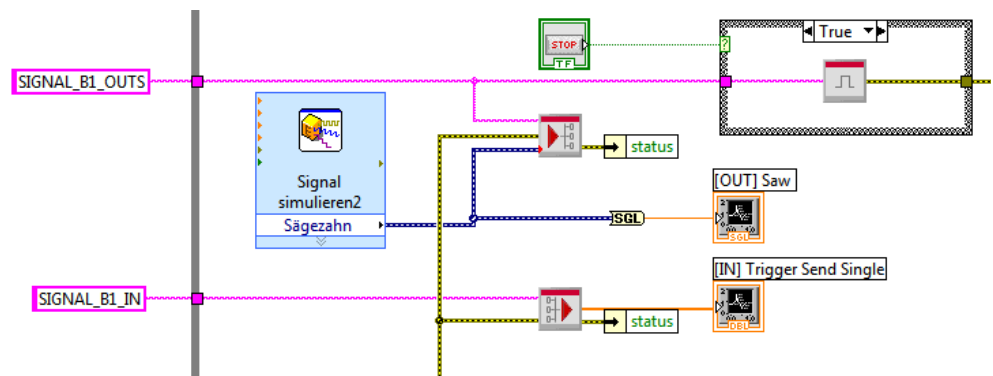 True
STOP
TF
?
SIGNAL_B1_OUTS
status
Signal
simulieren2
Sägezahn
[OUT] Saw
SGL
SGL
[IN] Trigger Send Single
SIGNAL_B1_IN
status
DBL